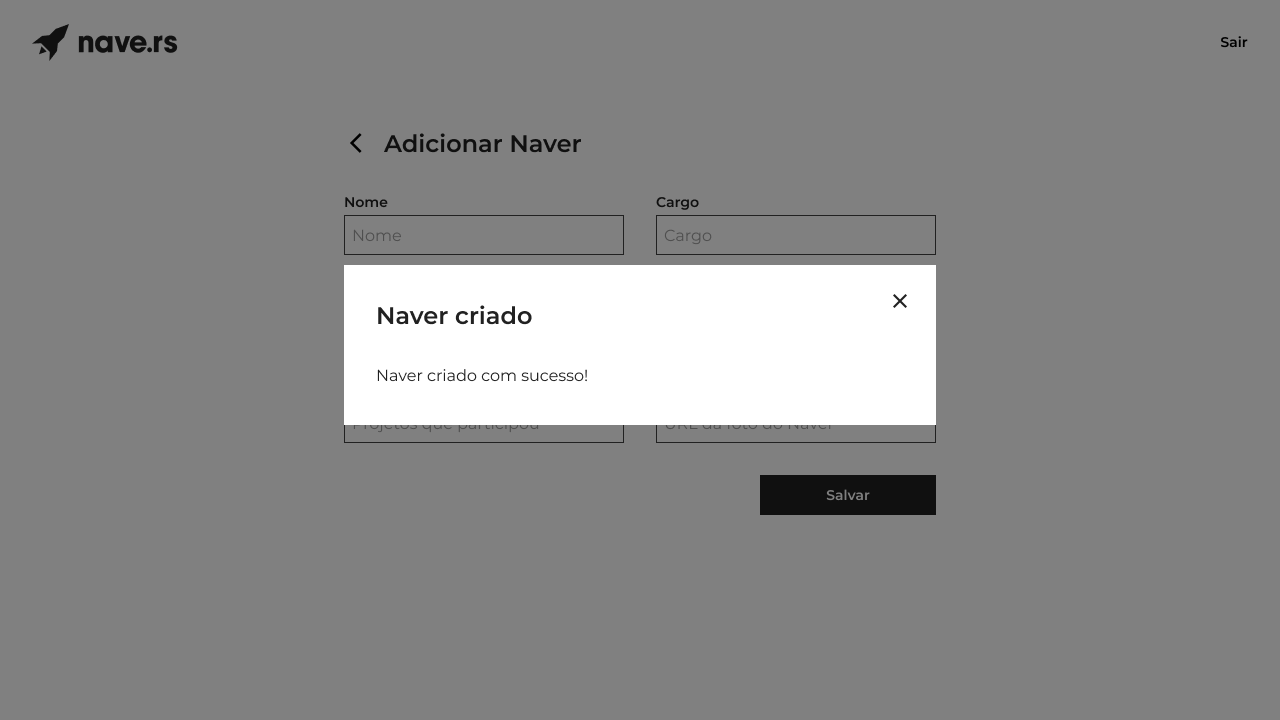 nave.rs
Sair
Adicionar Naver
Nome
Cargo
Nome
Cargo
Naver criado
Naver criado com sucesso!
Projetos que participou
URL da foto do Naver
Salvar